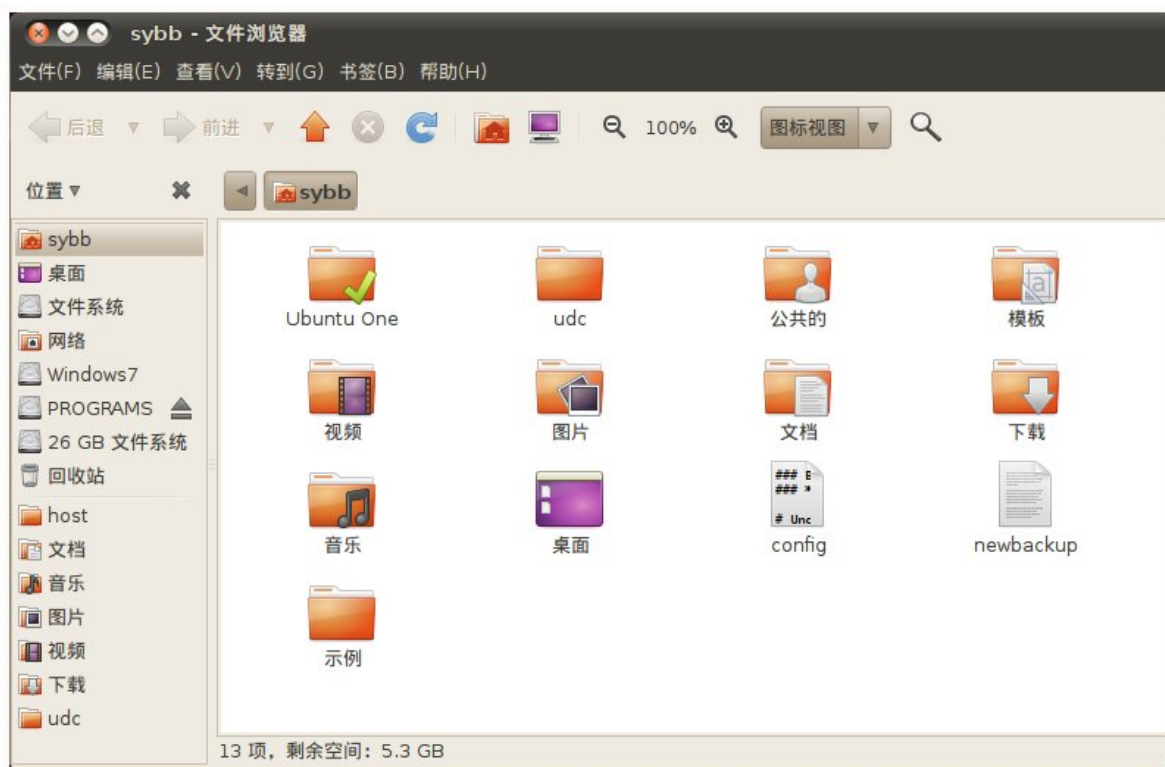 sybb - 文件浏览器
文件(F) 编辑(E) 查看(V) 转到(G) 书签(B) 帮助(H)
后退 前进 100% 图标视图
位置 sybb
sybb
桌面
文件系统
网络
Windows7
PROGRAMS
26 GB 文件系统
回收站
host
文档
音乐
图片
视频
下载
udc
Ubuntu One udc 公共的 模板
视频 图片 文档 下载
### E
### *
# Unc
音乐 桌面 config newbackup
示例
13 项，剩余空间：5.3 GB